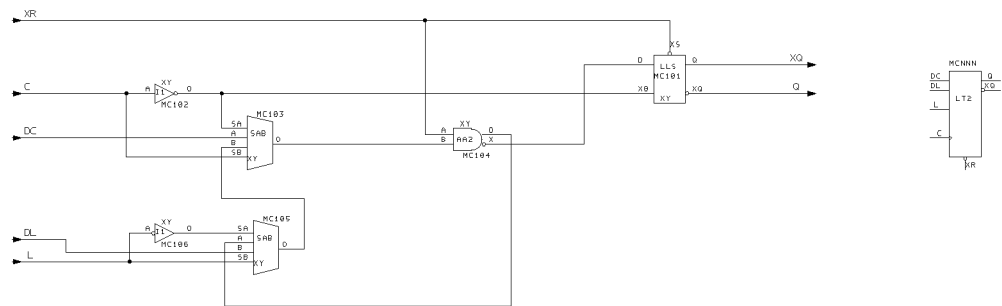 XR
XS
D
LLS
Q
XQ
MC101
C
XY
A
I1
O
MC102
X0
XY
XQ
Q
MC103
DC
SA
A
B
SB
SAB
XY
O
XY
A
B
AA2
O
X
MC104
MC105
DL
L
XY
A
I1
O
MC106
SA
A
B
SB
SAB
XY
O
MCNNN
DC
DL
L
C
LT2
Q
XQ
XR